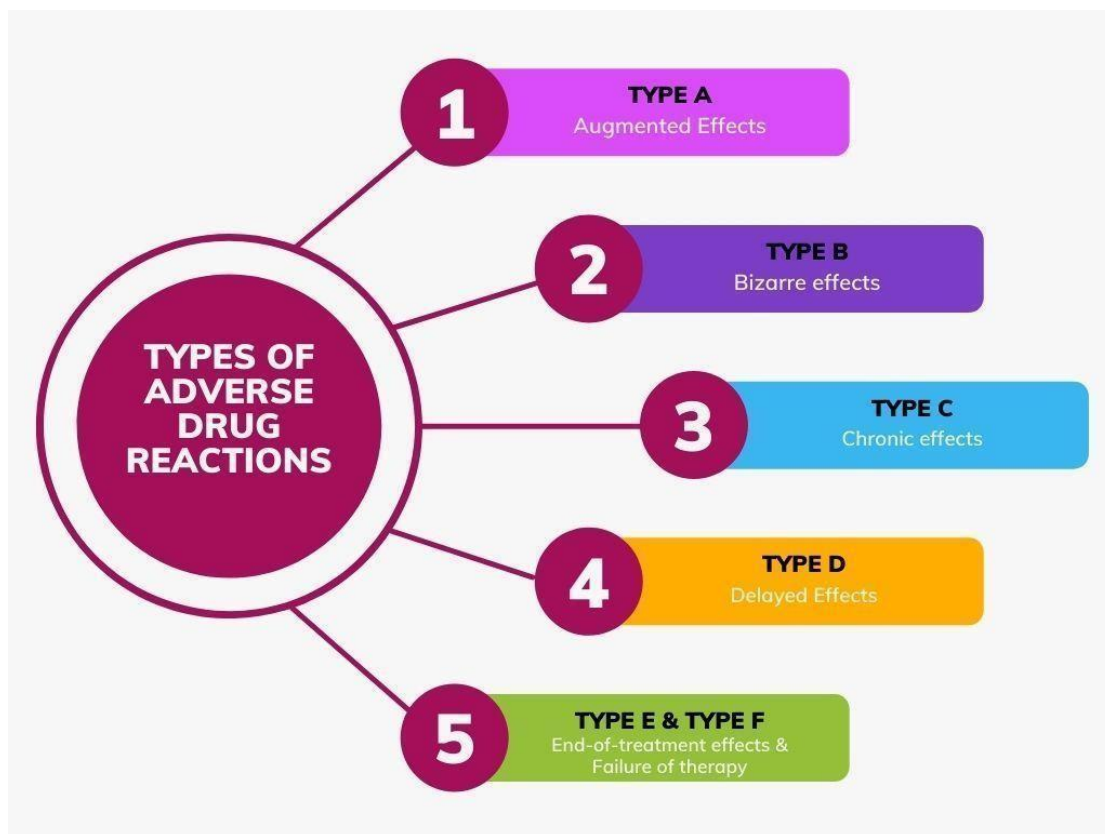 TYPES OF
ADVERSE
DRUG
REACTIONS
1
TYPE A
Augmented Effects
2
TYPE B
Bizarre effects
3
TYPE C
Chronic effects
4
TYPE D
Delayed Effects
5
TYPE E & TYPE F
End-of-treatment effects &
Failure of therapy